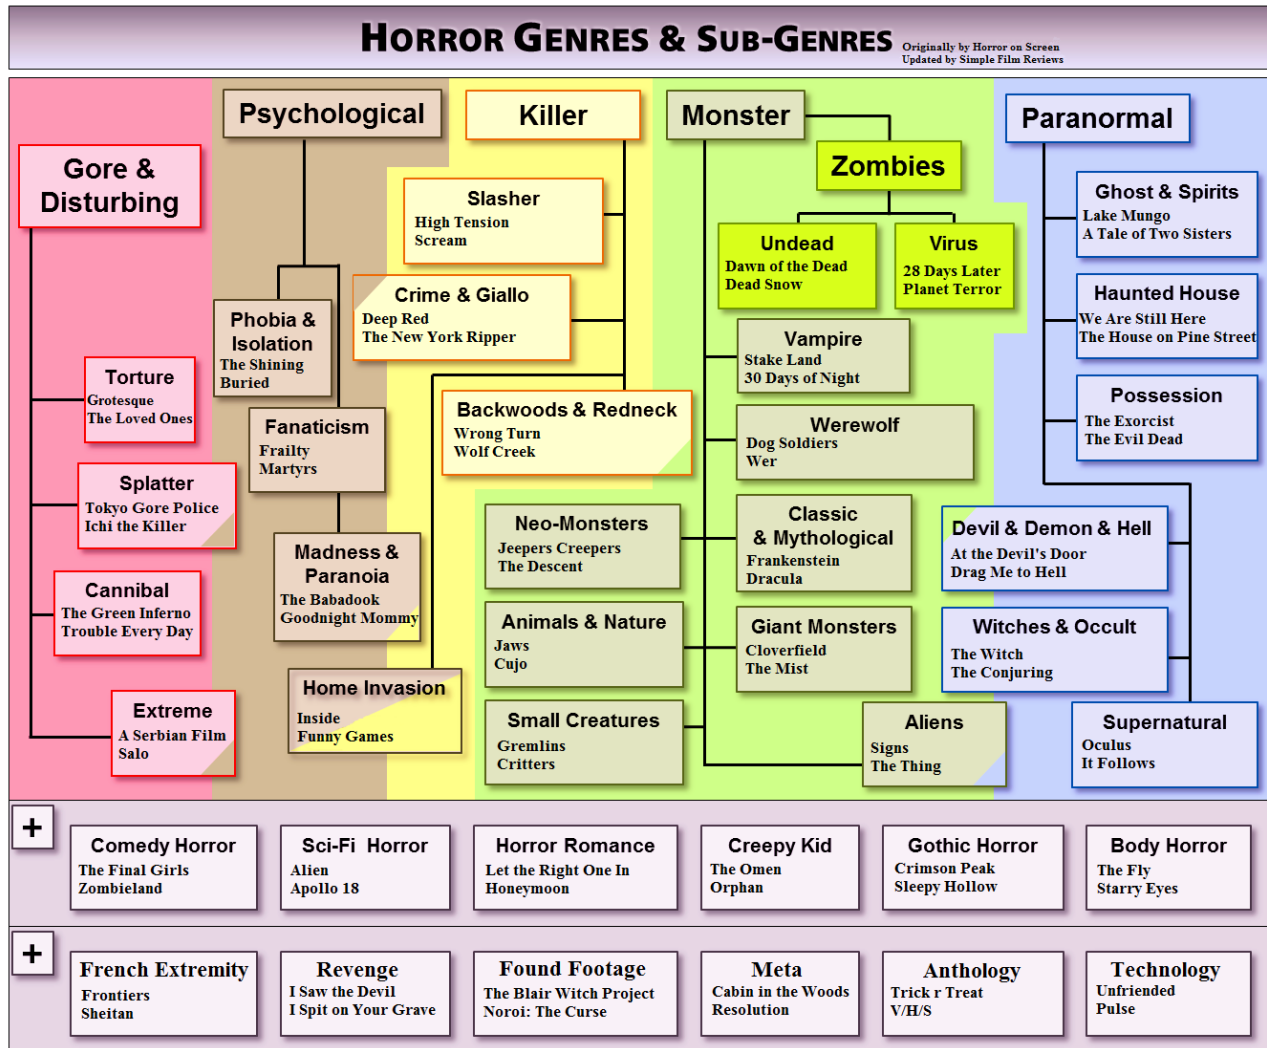 HORROR GENRES & SUB-GENRES
Originally by Horror on Screen
Updated by Simple Film Reviews
Gore &
Disturbing
Torture
Grotesque
The Loved Ones
Splatter
Tokyo Gore Police
Ichi the Killer
Cannibal
The Green Inferno
Trouble Every Day
Extreme
A Serbian Film
Salo
Psychological
Phobia &
Isolation
The Shining
Buried
Fanaticism
Frailty
Martyrs
Madness &
Paranoia
The Babadook
Goodnight Mommy
Home Invasion
Inside
Funny Games
Killer
Slasher
High Tension
Scream
Crime & Giallo
Deep Red
The New York Ripper
Backwoods & Redneck
Wrong Turn
Wolf Creek
Monster
Zombies
Undead
Dawn of the Dead
Dead Snow
Virus
28 Days Later
Planet Terror
Vampire
Stake Land
30 Days of Night
Werewolf
Dog Soldiers
Wer
Neo-Monsters
Jeepers Creepers
The Descent
Classic
& Mythological
Frankenstein
Dracula
Animals & Nature
Jaws
Cujo
Giant Monsters
Cloverfield
The Mist
Small Creatures
Gremlins
Critters
Aliens
Signs
The Thing
Paranormal
Ghost & Spirits
Lake Mungo
A Tale of Two Sisters
Haunted House
We Are Still Here
The House on Pine Street
Possession
The Exorcist
The Evil Dead
Devil & Demon & Hell
At the Devil's Door
Drag Me to Hell
Witches & Occult
The Witch
The Conjuring
Supernatural
Oculus
It Follows
+
Comedy Horror
The Final Girls
Zombieland
Sci-Fi Horror
Alien
Apollo 18
Horror Romance
Let the Right One In
Honeymoon
Creepy Kid
The Omen
Orphan
Gothic Horror
Crimson Peak
Sleepy Hollow
Body Horror
The Fly
Starry Eyes
+
French Extremity
Frontiers
Sheitan
Revenge
I Saw the Devil
I Spit on Your Grave
Found Footage
The Blair Witch Project
Noroi: The Curse
Meta
Cabin in the Woods
Resolution
Anthology
Trick r Treat
V/H/S
Technology
Unfriended
Pulse